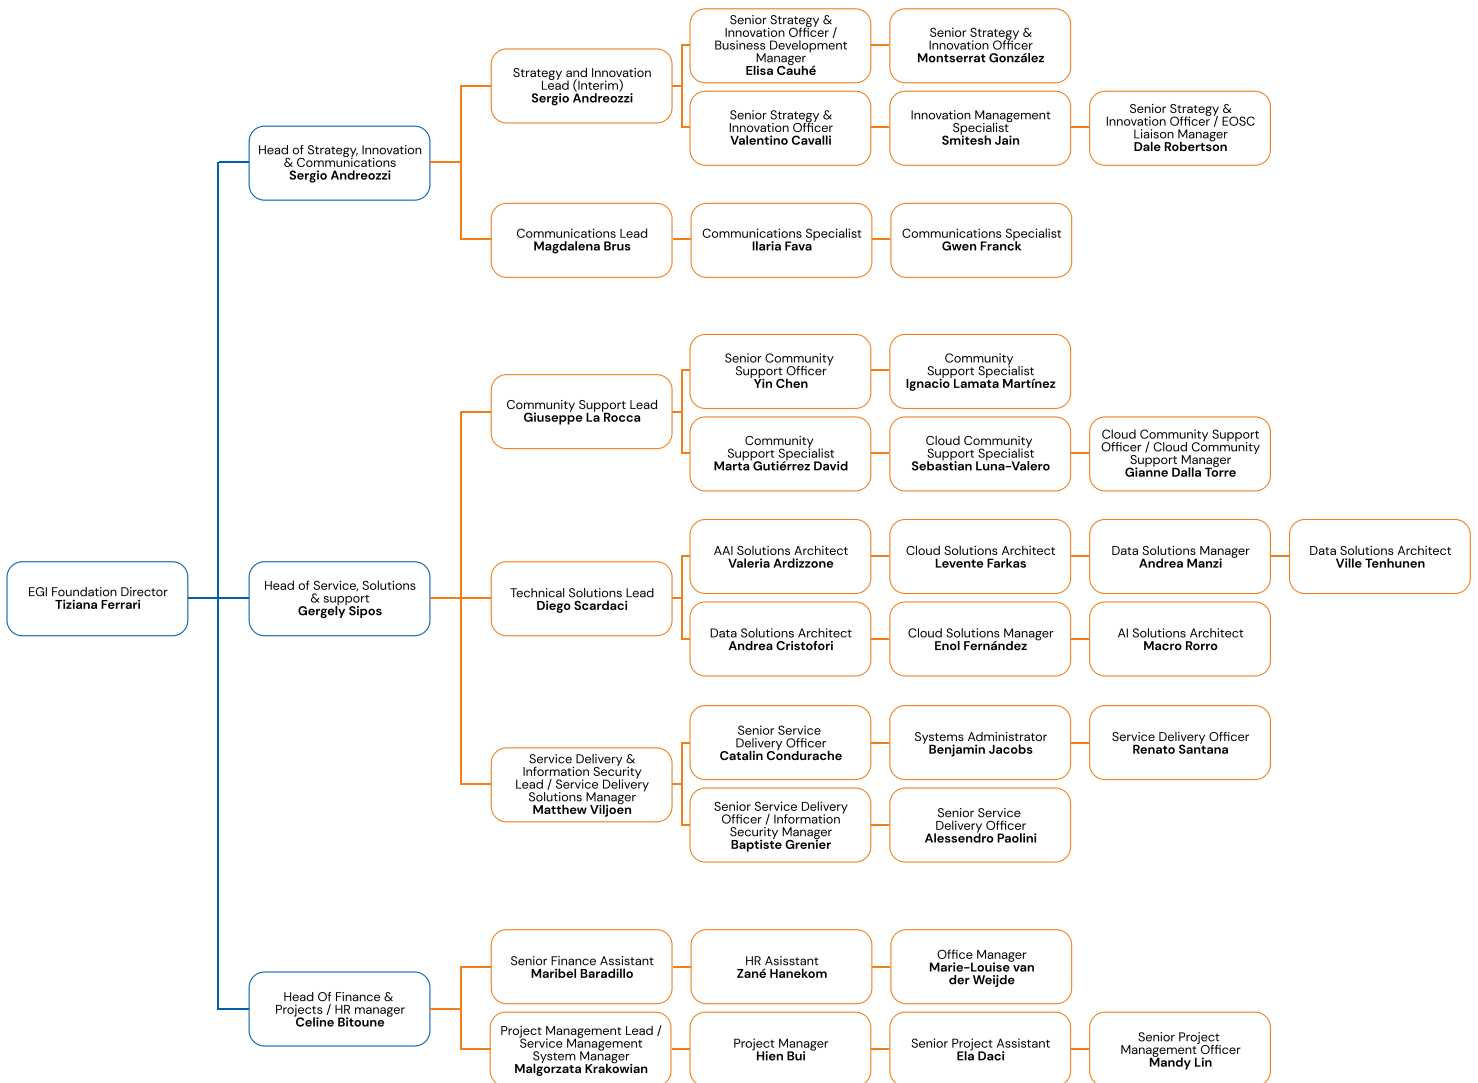 Senior Strategy &
Innovation Officer /
Business Development
Manager
Elisa Cauhé
Senior Strategy &
Innovation Officer
Montserrat González
Strategy and Innovation
Lead (Interim)
Sergio Andreozzi
Senior Strategy &
Innovation Officer
Valentino Cavalli
Innovation Management
Specialist
Smitesh Jain
Senior Strategy &
Innovation Officer / EOSC
Liaison Manager
Dale Robertson
Head of Strategy, Innovation
& Communications
Sergio Andreozzi
Communications Lead
Magdalena Brus
Communications Specialist
Ilaria Fava
Communications Specialist
Gwen Franck
Senior Community
Support Officer
Yin Chen
Community
Support Specialist
Ignacio Lamata Martínez
Community Support Lead
Giuseppe La Rocca
Community
Support Specialist
Marta Gutiérrez David
Cloud Community
Support Specialist
Sebastian Luna-Valero
Cloud Community Support
Officer / Cloud Community
Support Manager
Gianne Dalla Torre
AAI Solutions Architect
Valeria Ardizzone
Cloud Solutions Architect
Levente Farkas
Data Solutions Manager
Andrea Manzi
Data Solutions Architect
Ville Tenhunen
EGI Foundation Director
Tiziana Ferrari
Head of Service, Solutions
& support
Gergely Sipos
Technical Solutions Lead
Diego Scardaci
Data Solutions Architect
Andrea Cristofori
Cloud Solutions Manager
Enol Fernández
AI Solutions Architect
Macro Rorro
Senior Service
Delivery Officer
Catalin Condurache
Systems Administrator
Benjamin Jacobs
Service Delivery Officer
Renato Santana
Service Delivery &
Information Security
Lead / Service Delivery
Solutions Manager
Matthew Viljoen
Senior Service Delivery
Officer / Information
Security Manager
Baptiste Grenier
Senior Service
Delivery Officer
Alessendro Paolini
Senior Finance Assistant
Maribel Baradillo
HR Asisstant
Zané Hanekom
Office Manager
Marie-Louise van
der Weijde
Head Of Finance &
Projects / HR manager
Celine Bitoune
Project Management Lead /
Service Management
System Manager
Malgorzata Krakowian
Project Manager
Hien Bui
Senior Project Assistant
Ela Daci
Senior Project
Management Officer
Mandy Lin